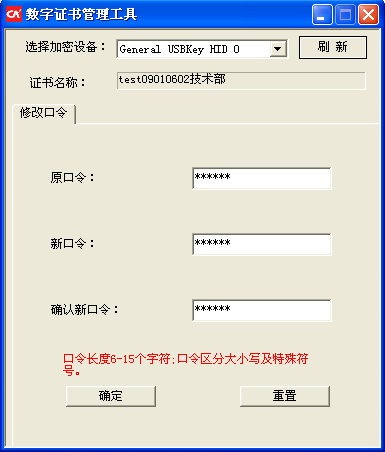 数字证书管理工具
选择加密设备： General USBKey HID 0 刷 新
证书名称： test09010602技术部
修改口令
原口令： ******
新口令： ******
确认新口令： ******
口令长度6-15个字符;口令区分大小写及特殊符
号。
确定 重置